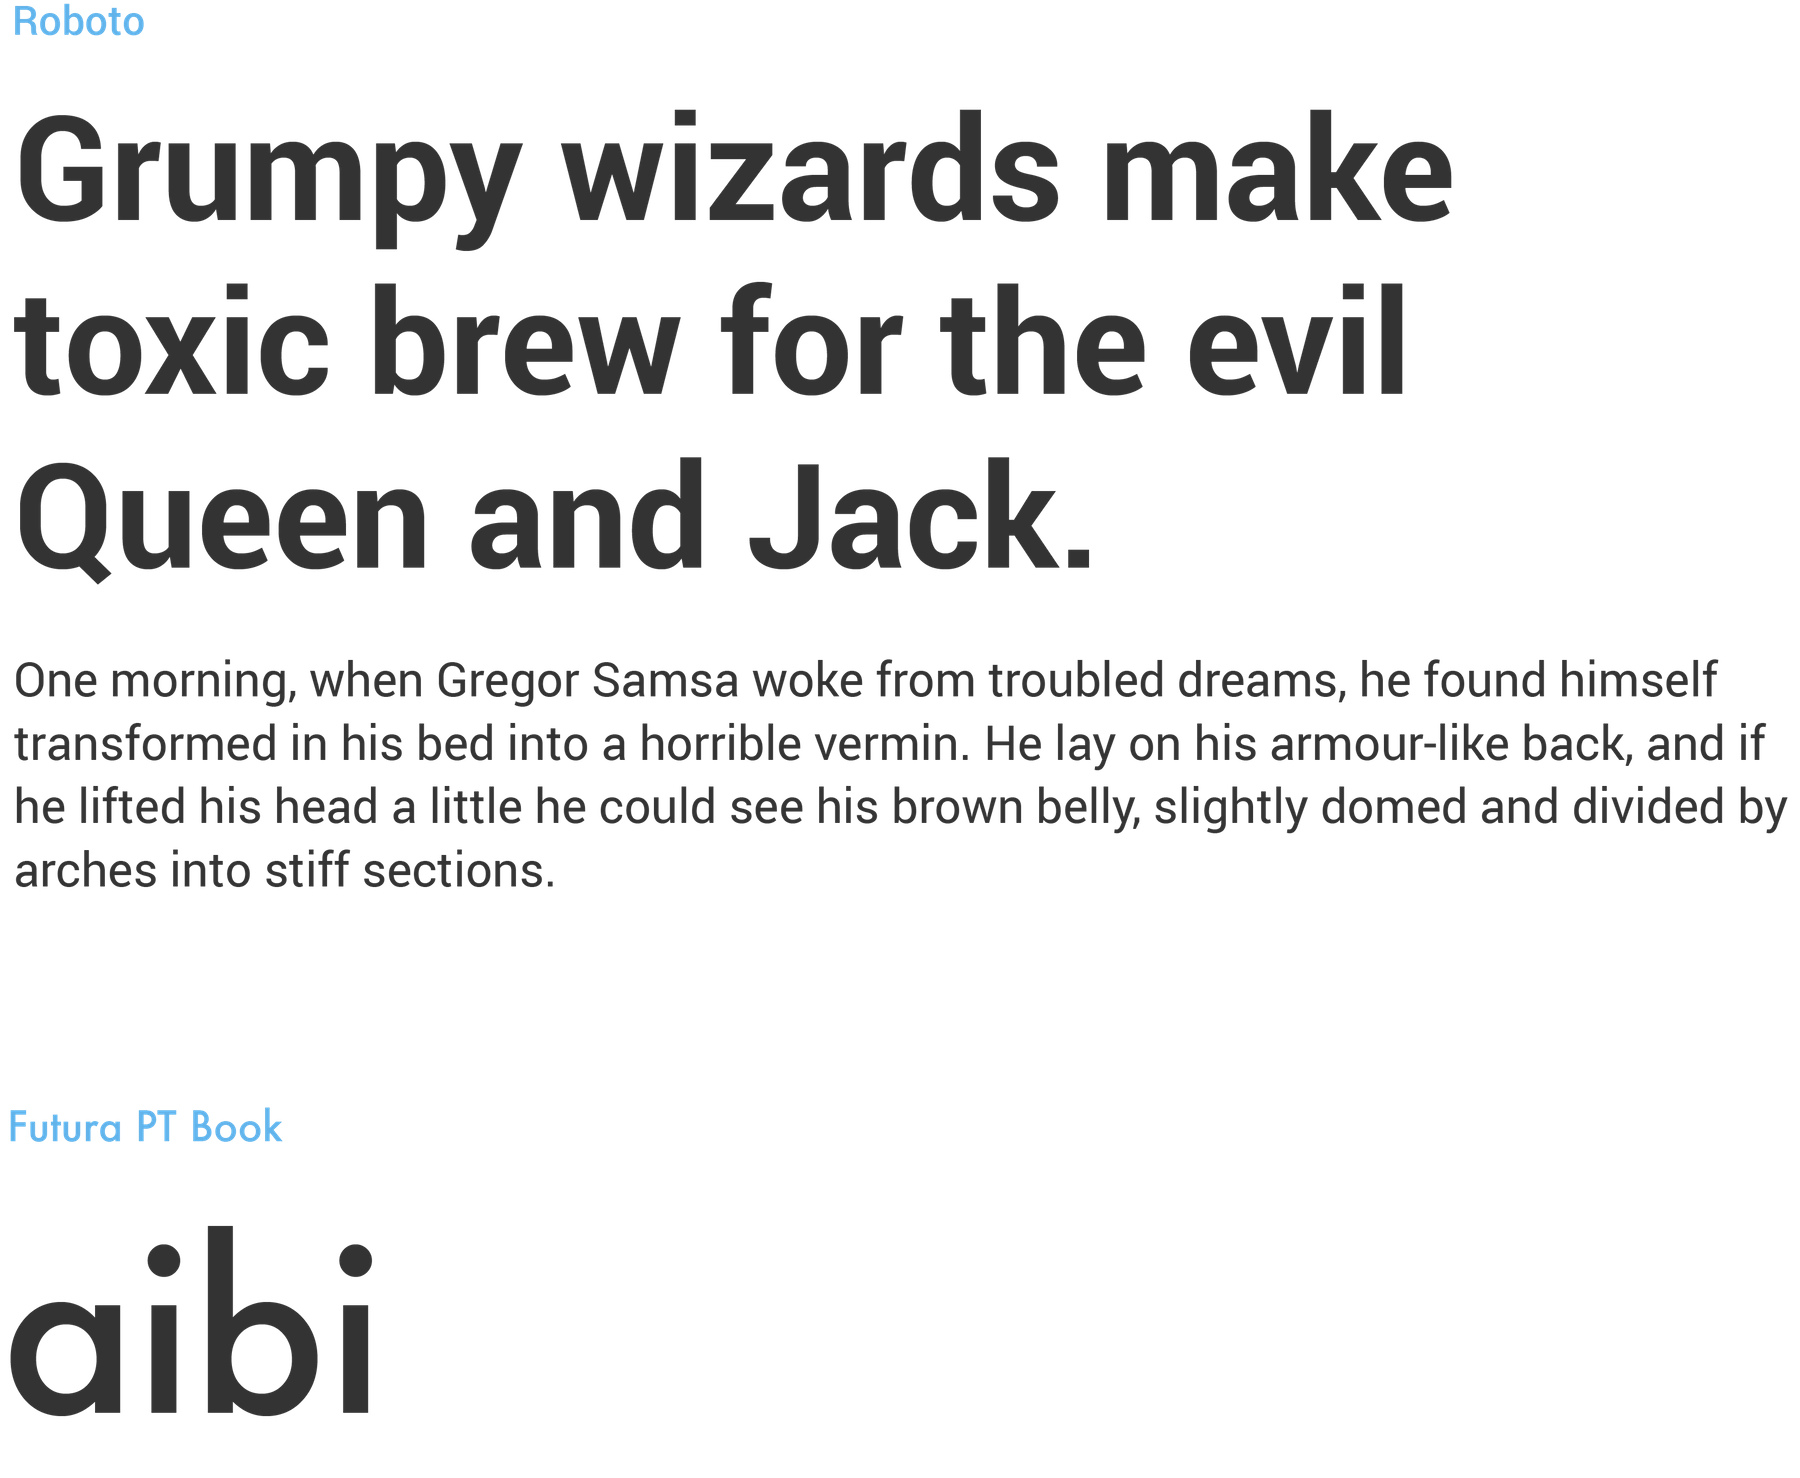 Roboto
Grumpy wizards make
toxic brew for the evil
Queen and Jack.
One morning, when Gregor Samsa woke from troubled dreams, he found himself
transformed in his bed into a horrible vermin. He lay on his armour-like back, and if
he lifted his head a little he could see his brown belly, slightly domed and divided by
arches into stiff sections.
Futura PT Book
aibi